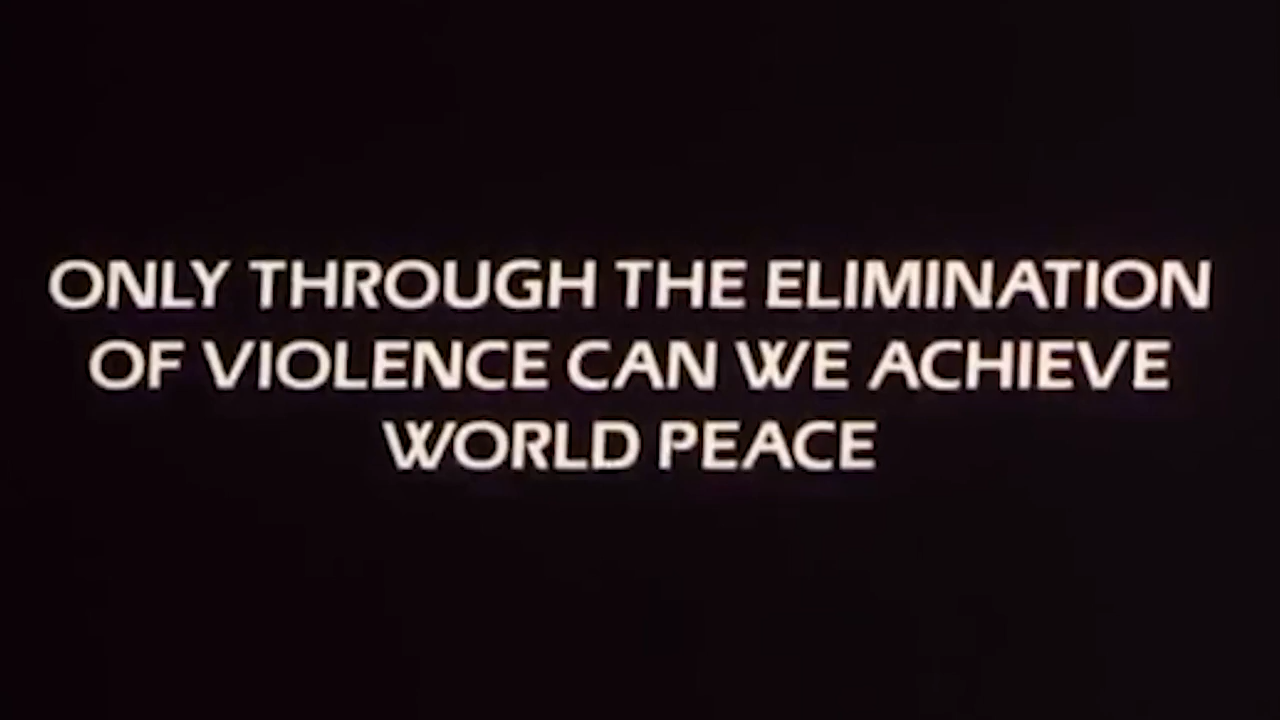 ONLY THROUGH THE ELIMINATION
OF VIOLENCE CAN WE ACHIEVE
WORLD PEACE